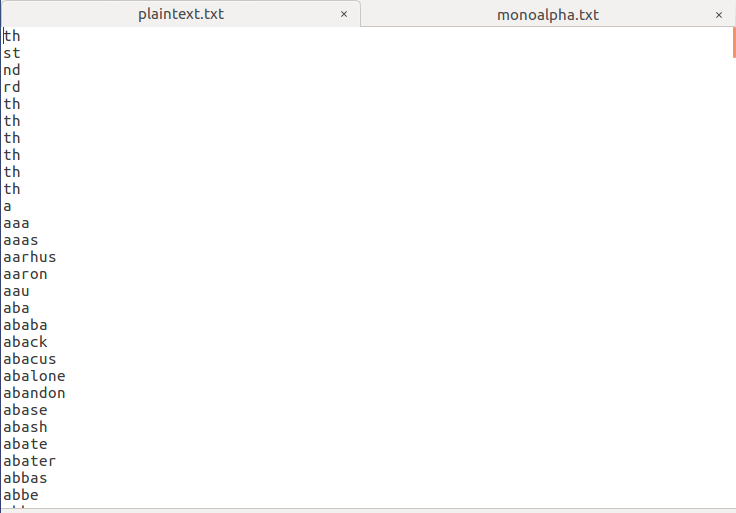 plaintext.txt × monoalpha.txt ×
th
st
nd
rd
th
th
th
th
th
th
a
aaa
aaas
aarhus
aaron
aau
aba
ababa
aback
abacus
abalone
abandon
abase
abash
abate
abater
abbas
abbe